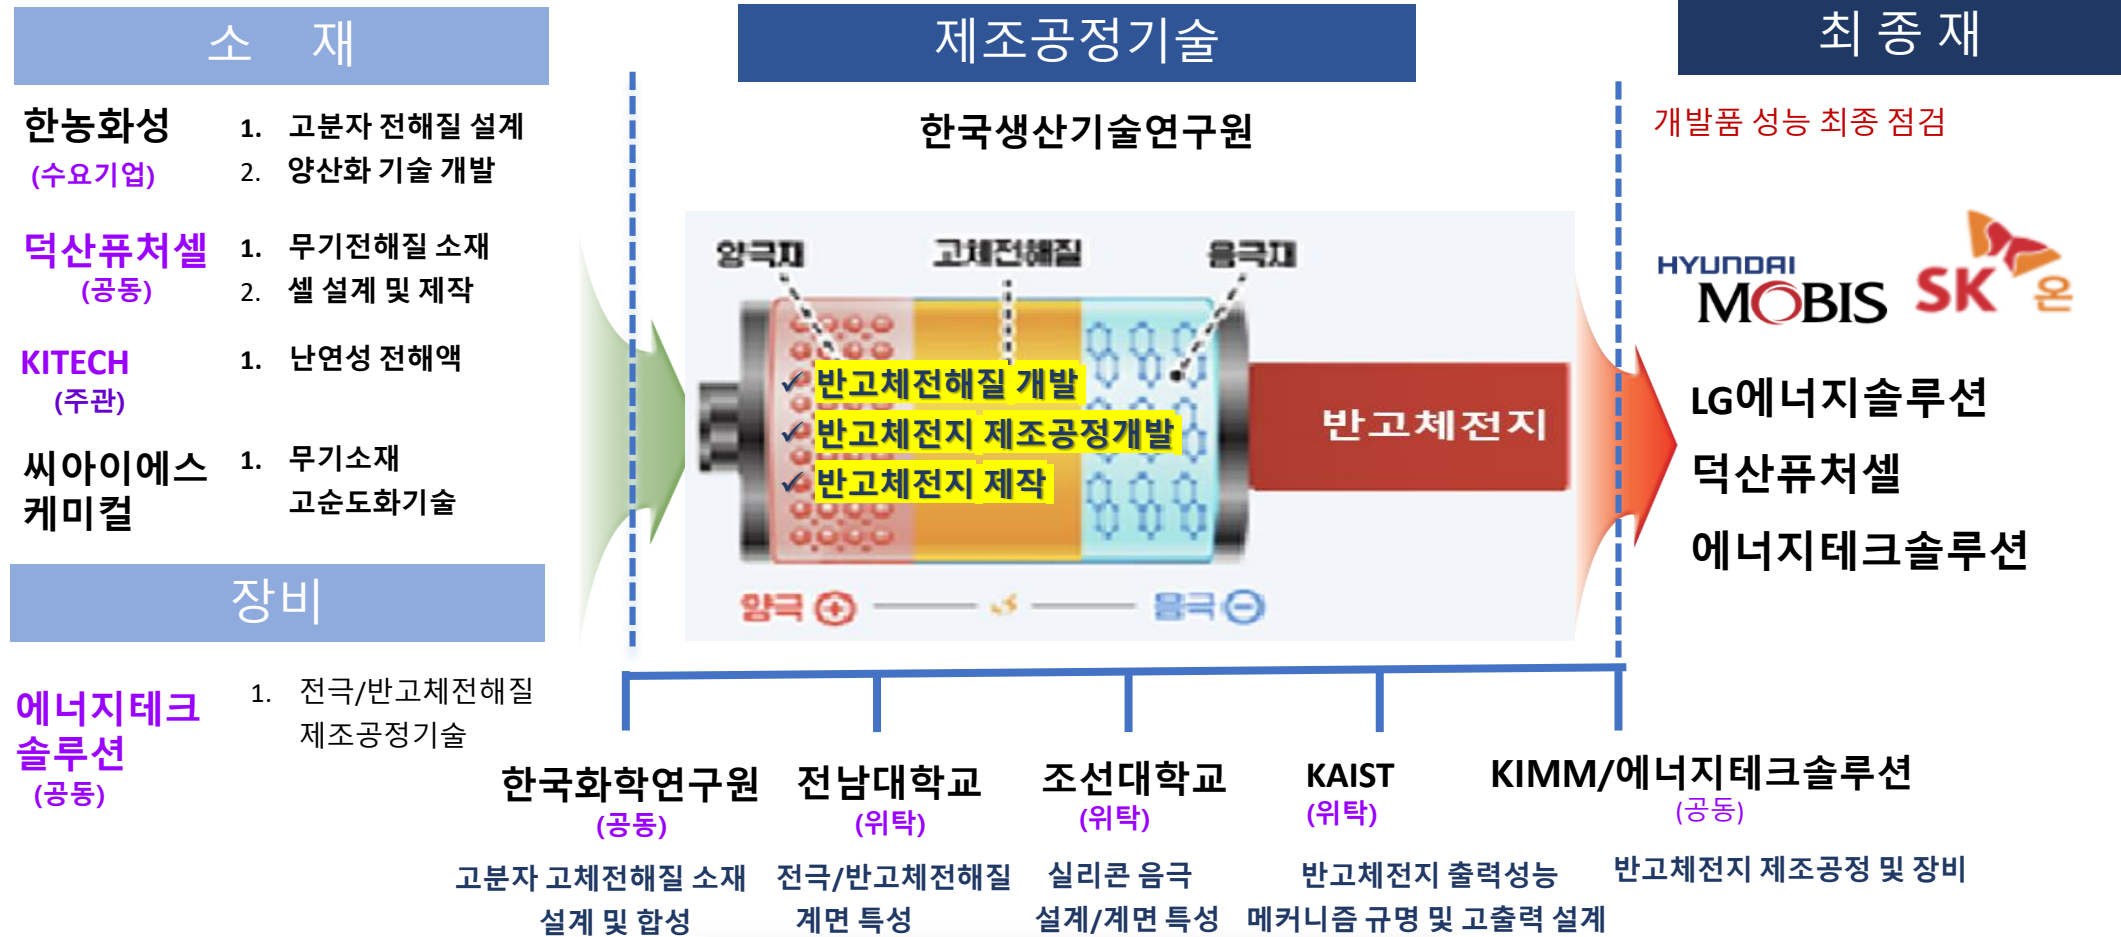 소 재
한농화성
(수요기업)
1. 고분자 전해질 설계
2. 양산화 기술 개발
덕산퓨처셀
(공동)
1. 무기전해질 소재
2. 셀 설계 및 제작
KITECH
(주관)
1. 난연성 전해액
씨아이에스
케미컬
1. 무기소재
고순도화기술
장비
에너지테크
솔루션
(공동)
1. 전극/반고체전해질
제조공정기술
제조공정기술
한국생산기술연구원
양극재
고체전해질
음극재
✓ 반고체전해질 개발
✓ 반고체전지 제조공정개발
✓ 반고체전지 제작
반고체전지
양극 +
음극 −
최 종 재
개발품 성능 최종 점검
HYUNDAI
MOBIS
SK온
LG에너지솔루션
덕산퓨처셀
에너지테크솔루션
한국화학연구원
(공동)
고분자 고체전해질 소재
설계 및 합성
전남대학교
(위탁)
전극/반고체전해질
계면 특성
조선대학교
(위탁)
실리콘 음극
설계/계면 특성
KAIST
(위탁)
반고체전지 출력성능
메커니즘 규명 및 고출력 설계
KIMM/에너지테크솔루션
(공동)
반고체전지 제조공정 및 장비